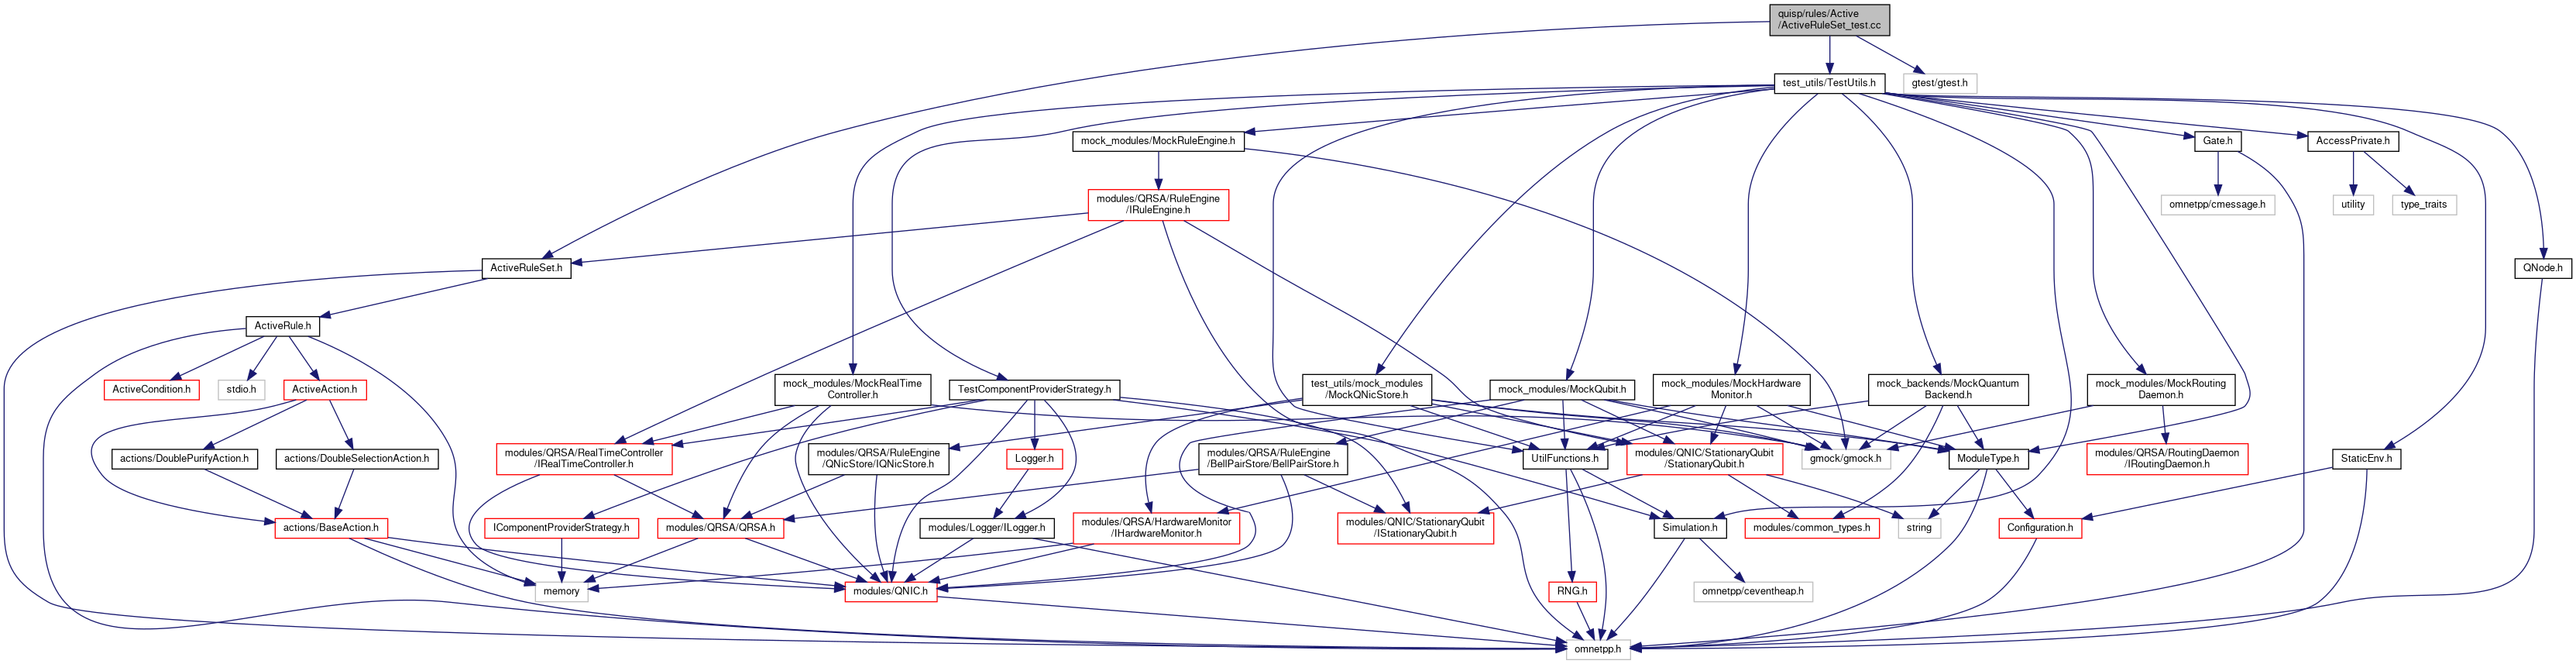 quisp/rules/Active
/ActiveRuleSet_test.cc
test_utils/TestUtils.h
gtest/gtest.h
mock_modules/MockRuleEngine.h
Gate.h
AccessPrivate.h
modules/QRSA/RuleEngine
/IRuleEngine.h
omnetpp/cmessage.h
utility
type_traits
ActiveRuleSet.h
QNode.h
ActiveRule.h
ActiveCondition.h
stdio.h
ActiveAction.h
mock_modules/MockRealTime
Controller.h
TestComponentProviderStrategy.h
test_utils/mock_modules
/MockQNicStore.h
mock_modules/MockQubit.h
mock_modules/MockHardware
Monitor.h
mock_backends/MockQuantum
Backend.h
mock_modules/MockRouting
Daemon.h
actions/DoublePurifyAction.h
actions/DoubleSelectionAction.h
modules/QRSA/RealTimeController
/IRealTimeController.h
modules/QRSA/RuleEngine
/QNicStore/IQNicStore.h
Logger.h
modules/QRSA/RuleEngine
/BellPairStore/BellPairStore.h
UtilFunctions.h
modules/QNIC/StationaryQubit
/StationaryQubit.h
gmock/gmock.h
ModuleType.h
modules/QRSA/RoutingDaemon
/IRoutingDaemon.h
StaticEnv.h
actions/BaseAction.h
IComponentProviderStrategy.h
modules/QRSA/QRSA.h
modules/Logger/ILogger.h
modules/QRSA/HardwareMonitor
/IHardwareMonitor.h
modules/QNIC/StationaryQubit
/IStationaryQubit.h
Simulation.h
modules/common_types.h
string
Configuration.h
memory
modules/QNIC.h
RNG.h
omnetpp/ceventheap.h
omnetpp.h